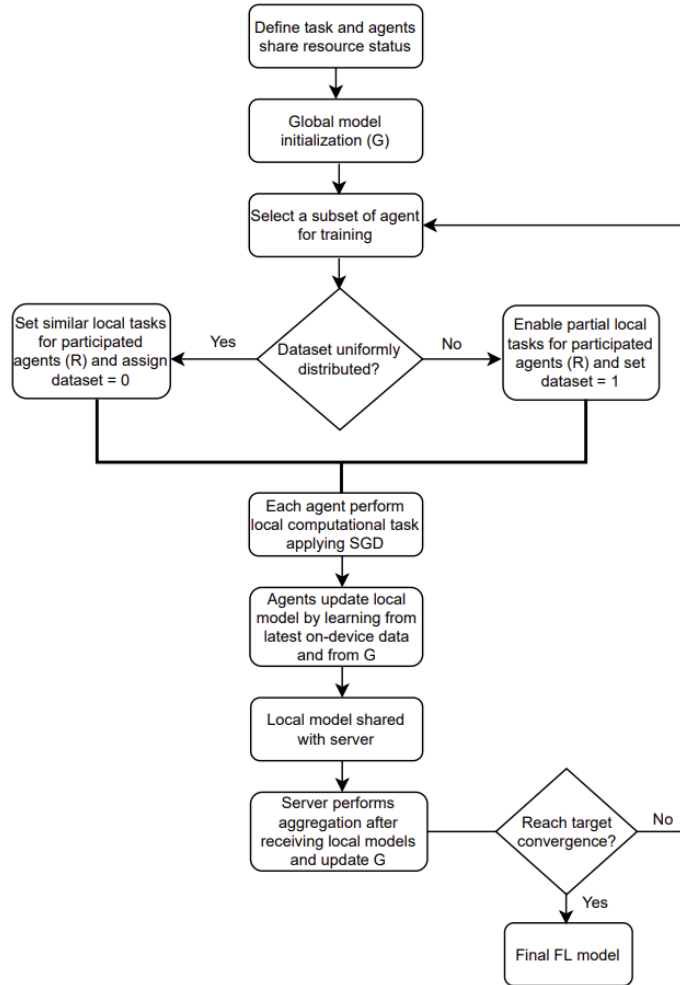 Define task and agents
share resource status
Global model
initialization (G)
Select a subset of agent
for training
Set similar local tasks
for participated
agents (R) and assign
dataset = 0
Yes
Dataset uniformly
distributed?
No
Enable partial local
tasks for participated
agents (R) and set
dataset = 1
Each agent perform
local computational task
applying SGD
Agents update local
model by learning from
latest on-device data
and from G
Local model shared
with server
Server performs
aggregation after
receiving local models
and update G
Reach target
convergence?
No
Yes
Final FL model